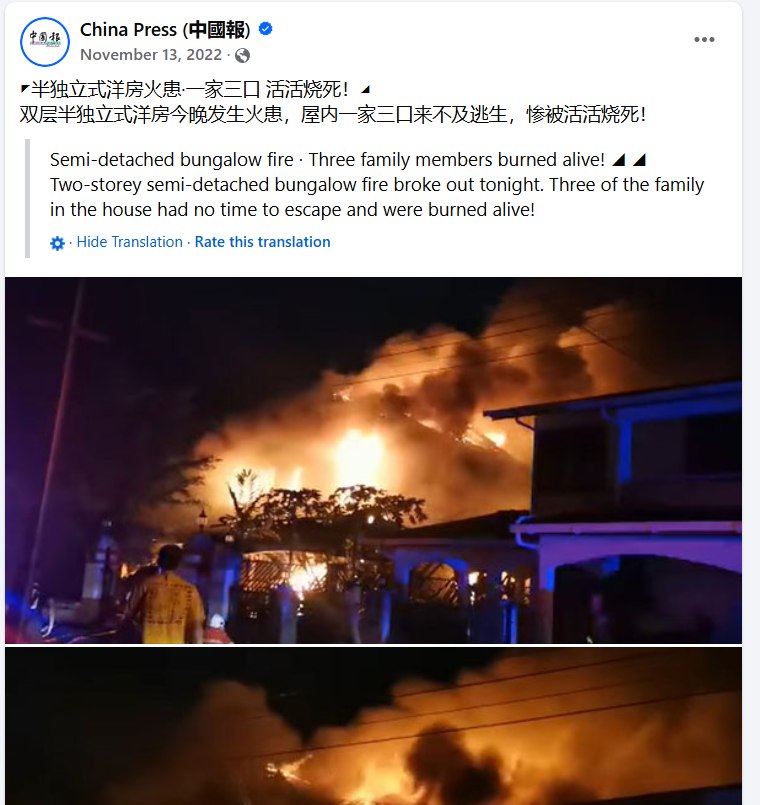 China Press (中國報)
November 13, 2022 ·
◤半独立式洋房火患·一家三口 活活烧死！◢
双层半独立式洋房今晚发生火患，屋内一家三口来不及逃生，惨被活活烧死！
Semi-detached bungalow fire · Three family members burned alive! ◢ ◢
Two-storey semi-detached bungalow fire broke out tonight. Three of the family
in the house had no time to escape and were burned alive!
· Hide Translation · Rate this translation
中國報